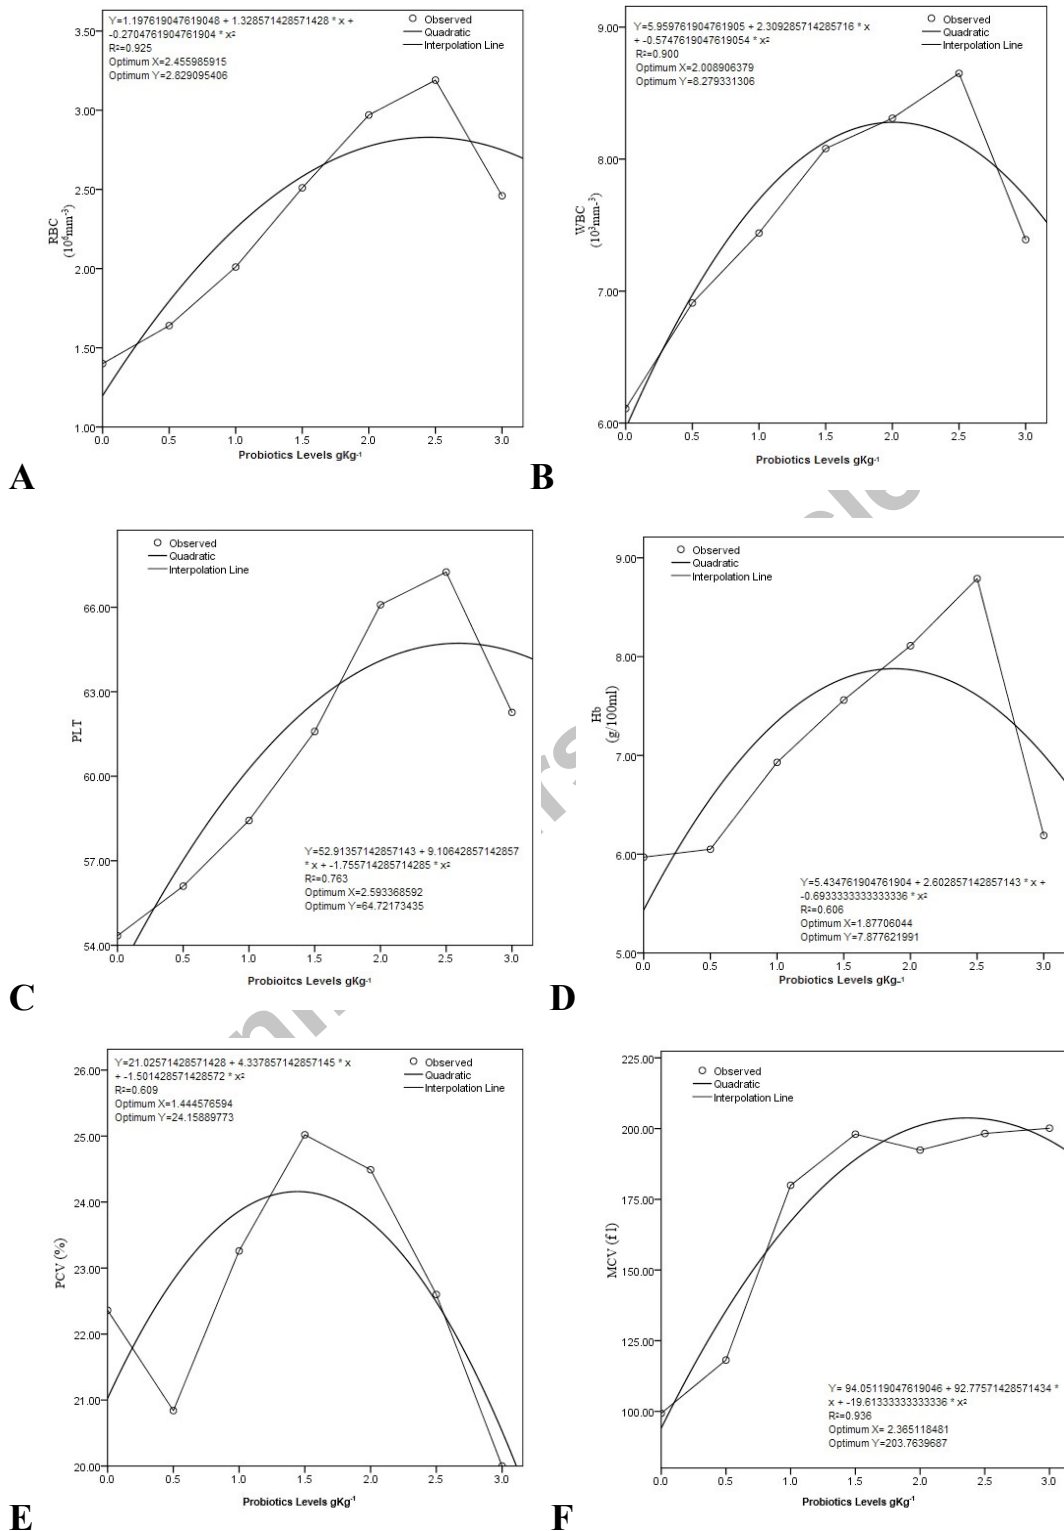 Y=1.197619047619048 + 1.328571428571428 * x +
-0.2704761904761904 * x²
R²=0.925
Optimum X=2.455985915
Optimum Y=2.829095406
Observed
Quadratic
Interpolation Line
3.50
3.00
2.50
2.00
1.50
1.00
RBC
(10⁶mm⁻³)
0.0 0.5 1.0 1.5 2.0 2.5 3.0
Probiotics Levels gKg⁻¹
A
Y=5.959761904761905 + 2.309285714285716 * x
+ -0.5747619047619054 * x²
R²=0.900
Optimum X=2.008906379
Optimum Y=8.279331306
Observed
Quadratic
Interpolation Line
9.00
8.00
7.00
6.00
WBC
(10³mm⁻³)
0.0 0.5 1.0 1.5 2.0 2.5 3.0
Probiotics Levels gKg⁻¹
B
Observed
Quadratic
Interpolation Line
66.00
63.00
60.00
57.00
54.00
PLT
Y=52.91357142857143 + 9.10642857142857
* x + -1.755714285714285 * x²
R²=0.763
Optimum X=2.593368592
Optimum Y=64.72173435
0.0 0.5 1.0 1.5 2.0 2.5 3.0
Probioitcs Levels gKg⁻¹
C
Observed
Quadratic
Interpolation Line
9.00
8.00
7.00
6.00
5.00
Hb
(g/100ml)
Y=5.434761904761904 + 2.602857142857143 * x +
-0.6933333333333336 * x²
R²=0.606
Optimum X=1.87706044
Optimum Y=7.877621991
0.0 0.5 1.0 1.5 2.0 2.5 3.0
Probiotics Levels gKg-¹
D
Y=21.02571428571428 + 4.337857142857145 * x
+ -1.501428571428572 * x²
R²=0.609
Optimum X=1.444576594
Optimum Y=24.15889773
Observed
Quadratic
Interpolation Line
26.00
25.00
24.00
23.00
22.00
21.00
20.00
PCV (%)
0.0 0.5 1.0 1.5 2.0 2.5 3.0
Probiotics Levels gKg⁻¹
E
Observed
Quadratic
Interpolation Line
225.00
200.00
175.00
150.00
125.00
100.00
MCV (f l)
Y= 94.05119047619046 + 92.77571428571434 *
x + -19.61333333333336 * x²
R²=0.936
Optimum X= 2.365118481
Optimum Y=203.7639687
0.0 0.5 1.0 1.5 2.0 2.5 3.0
Probiotics Levels gKg⁻¹
F